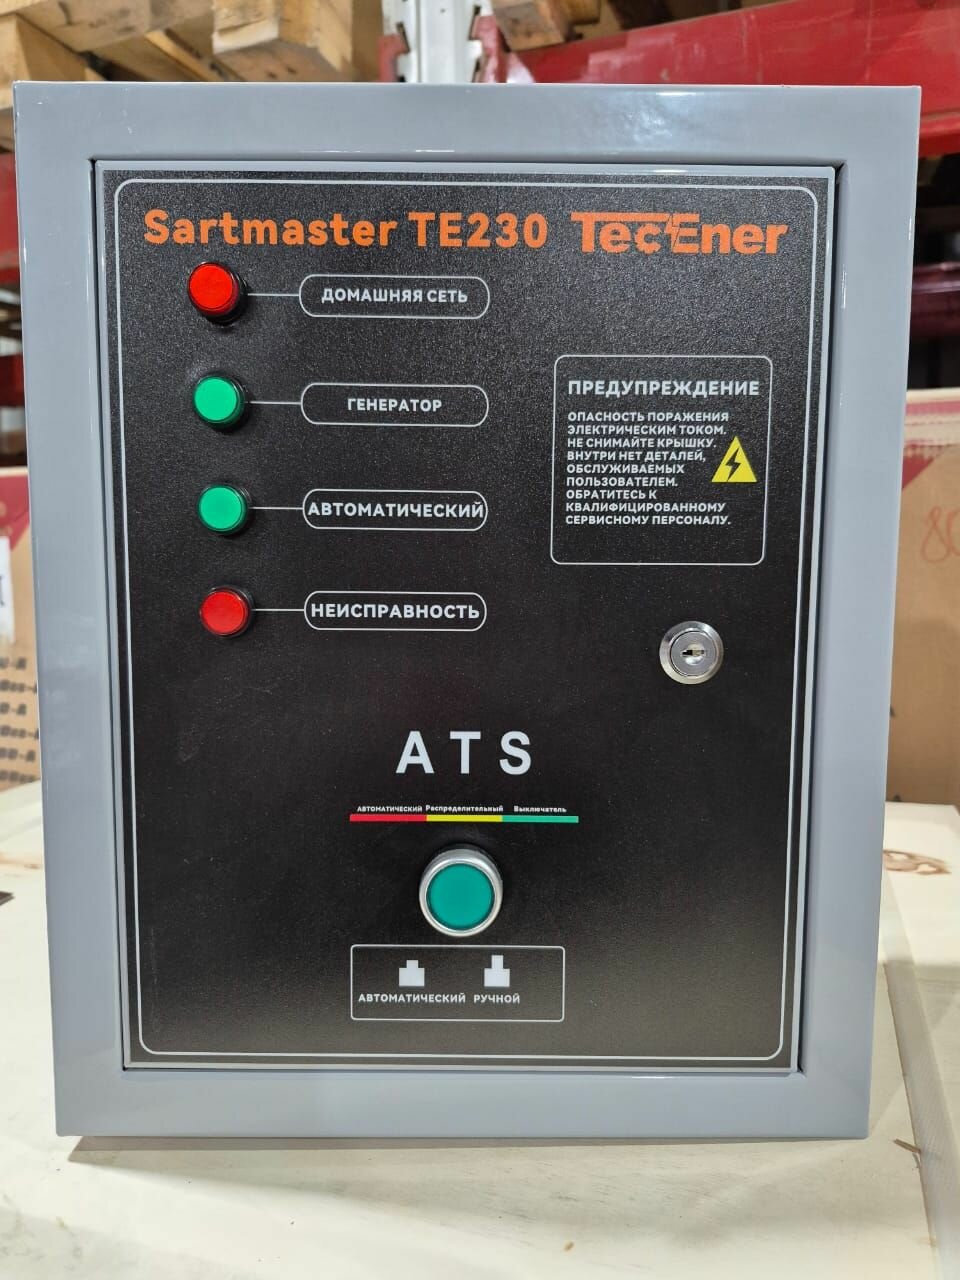 Sartmaster TE230 TecEner
ДОМАШНЯЯ СЕТЬ
ГЕНЕРАТОР
АВТОМАТИЧЕСКИЙ
НЕИСПРАВНОСТЬ
ПРЕДУПРЕЖДЕНИЕ
ОПАСНОСТЬ ПОРАЖЕНИЯ
ЭЛЕКТРИЧЕСКИМ ТОКОМ.
НЕ СНИМАЙТЕ КРЫШКУ.
ВНУТРИ НЕТ ДЕТАЛЕЙ,
ОБСЛУЖИВАЕМЫХ
ПОЛЬЗОВАТЕЛЕМ.
ОБРАТИТЕСЬ К
КВАЛИФИЦИРОВАННОМУ
СЕРВИСНОМУ ПЕРСОНАЛУ.
ATS
АВТОМАТИЧЕСКИЙ Распределительный Выключатель
АВТОМАТИЧЕСКИЙ РУЧНОЙ